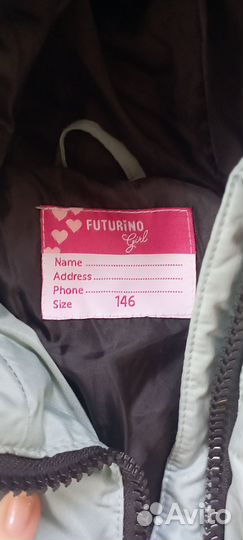 FUTURINO
Girl
Name
Address
Phone
Size 146
Avito